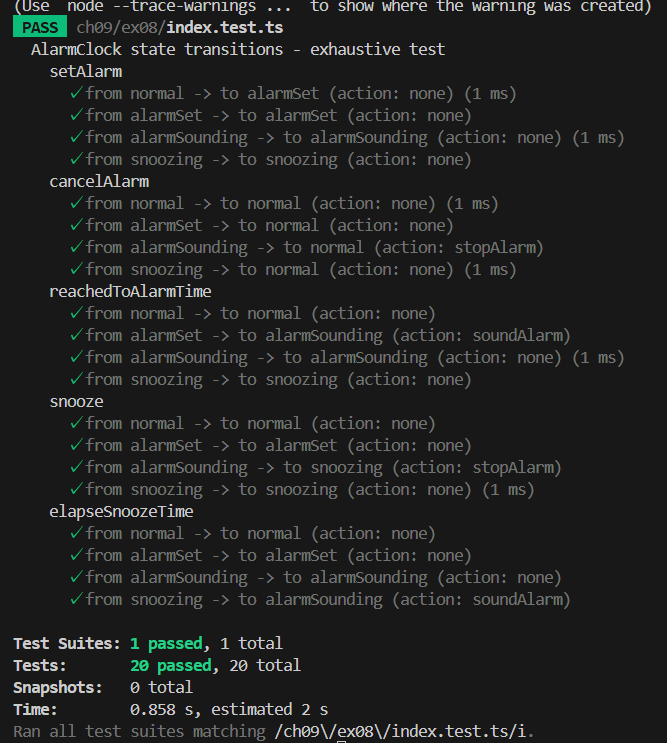 (Use `node --trace-warnings ...` to show where the warning was created)
PASS ch09/ex08/index.test.ts
AlarmClock state transitions - exhaustive test
setAlarm
✓ from normal -> to alarmSet (action: none) (1 ms)
✓ from alarmSet -> to alarmSet (action: none)
✓ from alarmSounding -> to alarmSounding (action: none) (1 ms)
✓ from snoozing -> to snoozing (action: none)
cancelAlarm
✓ from normal -> to normal (action: none) (1 ms)
✓ from alarmSet -> to normal (action: none)
✓ from alarmSounding -> to normal (action: stopAlarm)
✓ from snoozing -> to normal (action: none) (1 ms)
reachedToAlarmTime
✓ from normal -> to normal (action: none)
✓ from alarmSet -> to alarmSounding (action: soundAlarm)
✓ from alarmSounding -> to alarmSounding (action: none) (1 ms)
✓ from snoozing -> to snoozing (action: none)
snooze
✓ from normal -> to normal (action: none)
✓ from alarmSet -> to alarmSet (action: none)
✓ from alarmSounding -> to snoozing (action: stopAlarm)
✓ from snoozing -> to snoozing (action: none) (1 ms)
elapseSnoozeTime
✓ from normal -> to normal (action: none)
✓ from alarmSet -> to alarmSet (action: none)
✓ from alarmSounding -> to alarmSounding (action: none)
✓ from snoozing -> to alarmSounding (action: soundAlarm)
Test Suites: 1 passed, 1 total
Tests: 20 passed, 20 total
Snapshots: 0 total
Time: 0.858 s, estimated 2 s
Ran all test suites matching /ch09\/ex08\/index.test.ts/i.